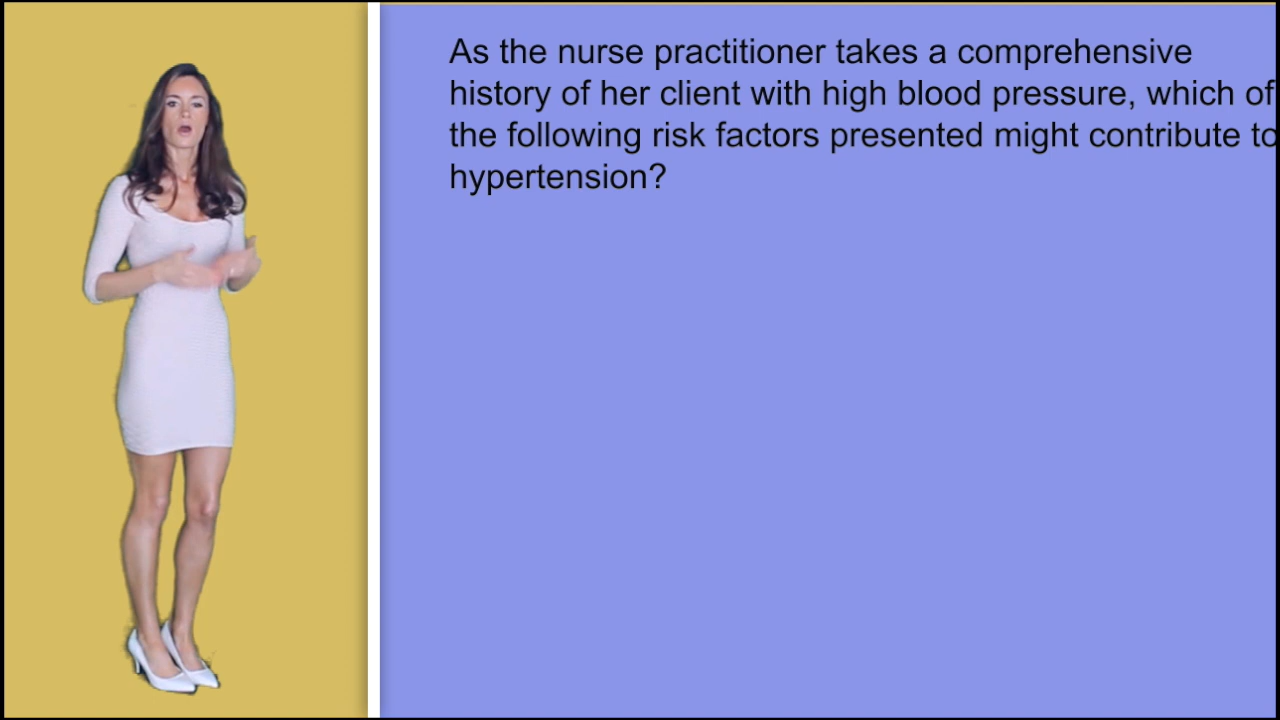 As the nurse practitioner takes a comprehensive
history of her client with high blood pressure, which of
the following risk factors presented might contribute to
hypertension?